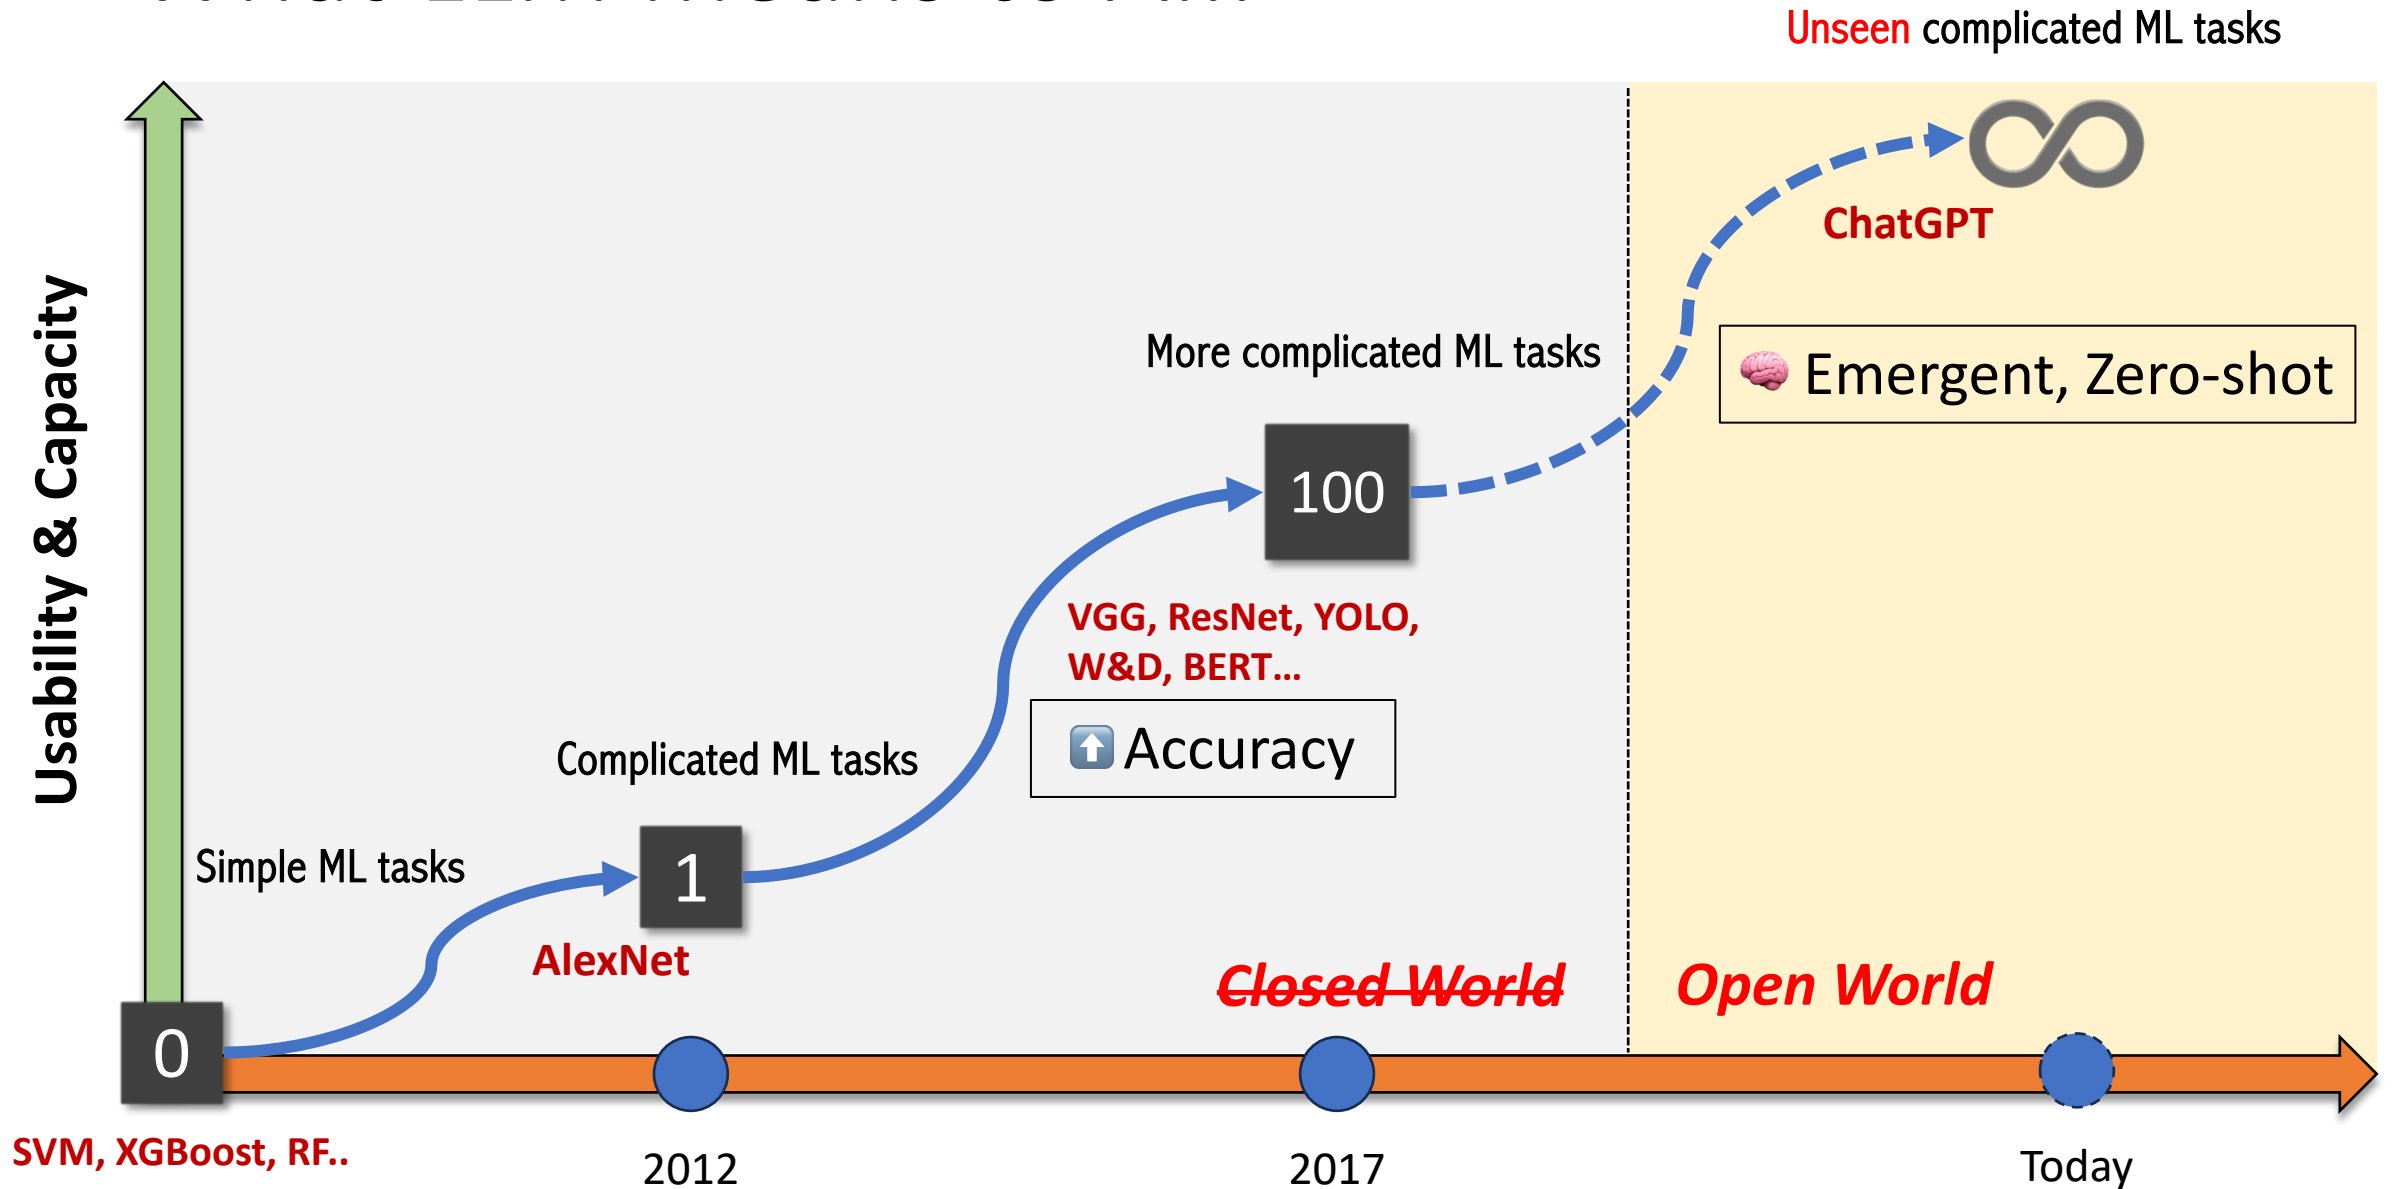 Unseen complicated ML tasks
ChatGPT
Emergent, Zero-shot
More complicated ML tasks
100
VGG, ResNet, YOLO,
W&D, BERT...
Accuracy
Usability & Capacity
Complicated ML tasks
1
Simple ML tasks
AlexNet
Closed World
Open World
0
SVM, XGBoost, RF..
2012
2017
Today